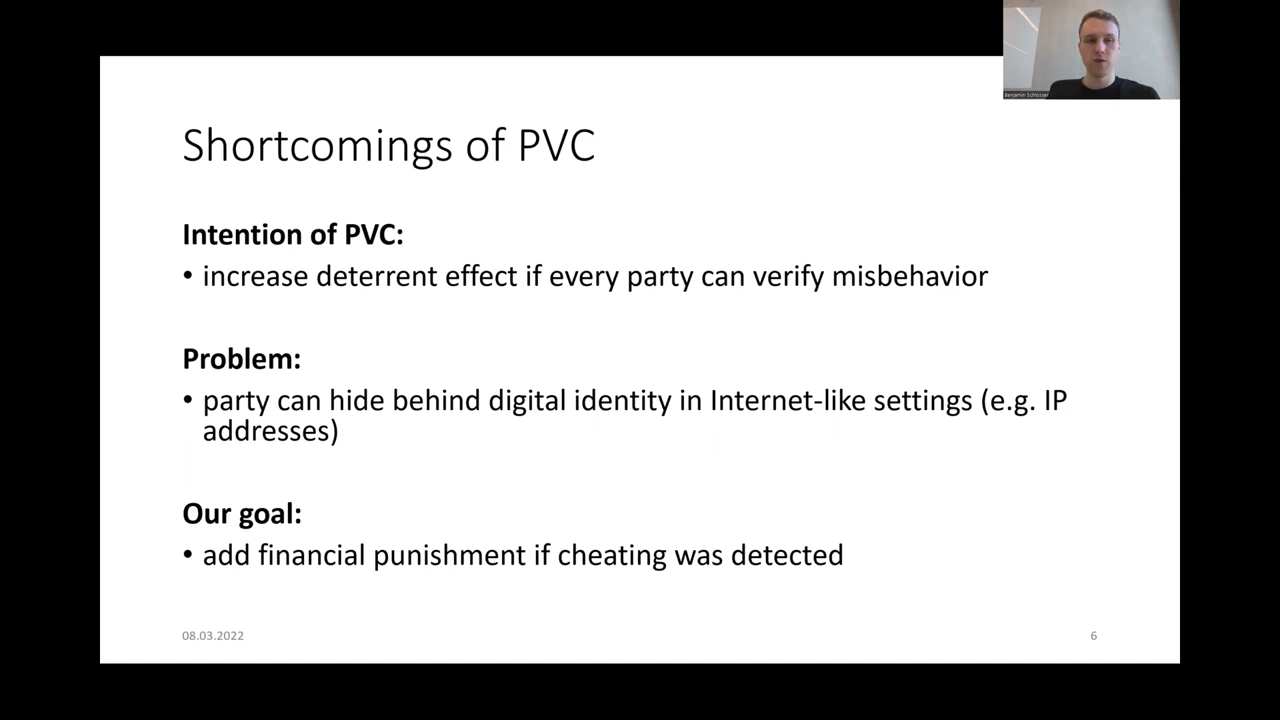 Benjamin Schlosser
Shortcomings of PVC
Intention of PVC:
• increase deterrent effect if every party can verify misbehavior
Problem:
• party can hide behind digital identity in Internet-like settings (e.g. IP
addresses)
Our goal:
• add financial punishment if cheating was detected
08.03.2022
6